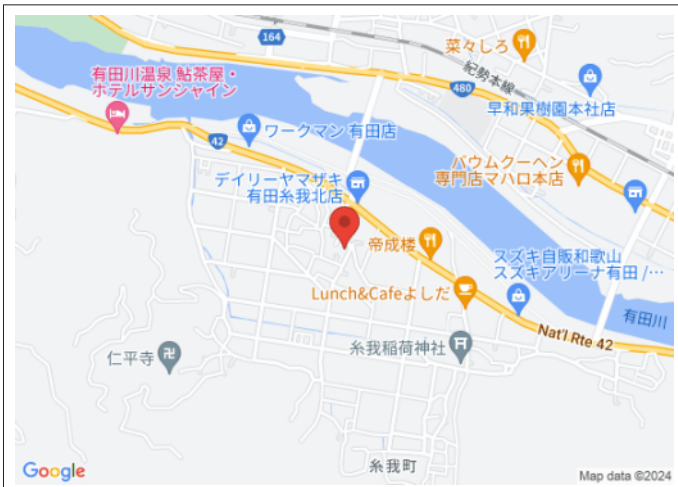 164
菜々しろ
紀勢本線
有田川温泉 鮎茶屋・
ホテルサンシャイン
480
早和果樹園本社店
42
ワークマン 有田店
バウムクーヘン
専門店マハロ本店
デイリーヤマザキ
有田糸我北店
帝成楼
スズキ自販和歌山
スズキアリーナ有田 /…
Lunch&Cafeよしだ
有田川
Nat'l Rte 42
糸我稲荷神社
仁平寺
糸我町
Google
Map data ©2024